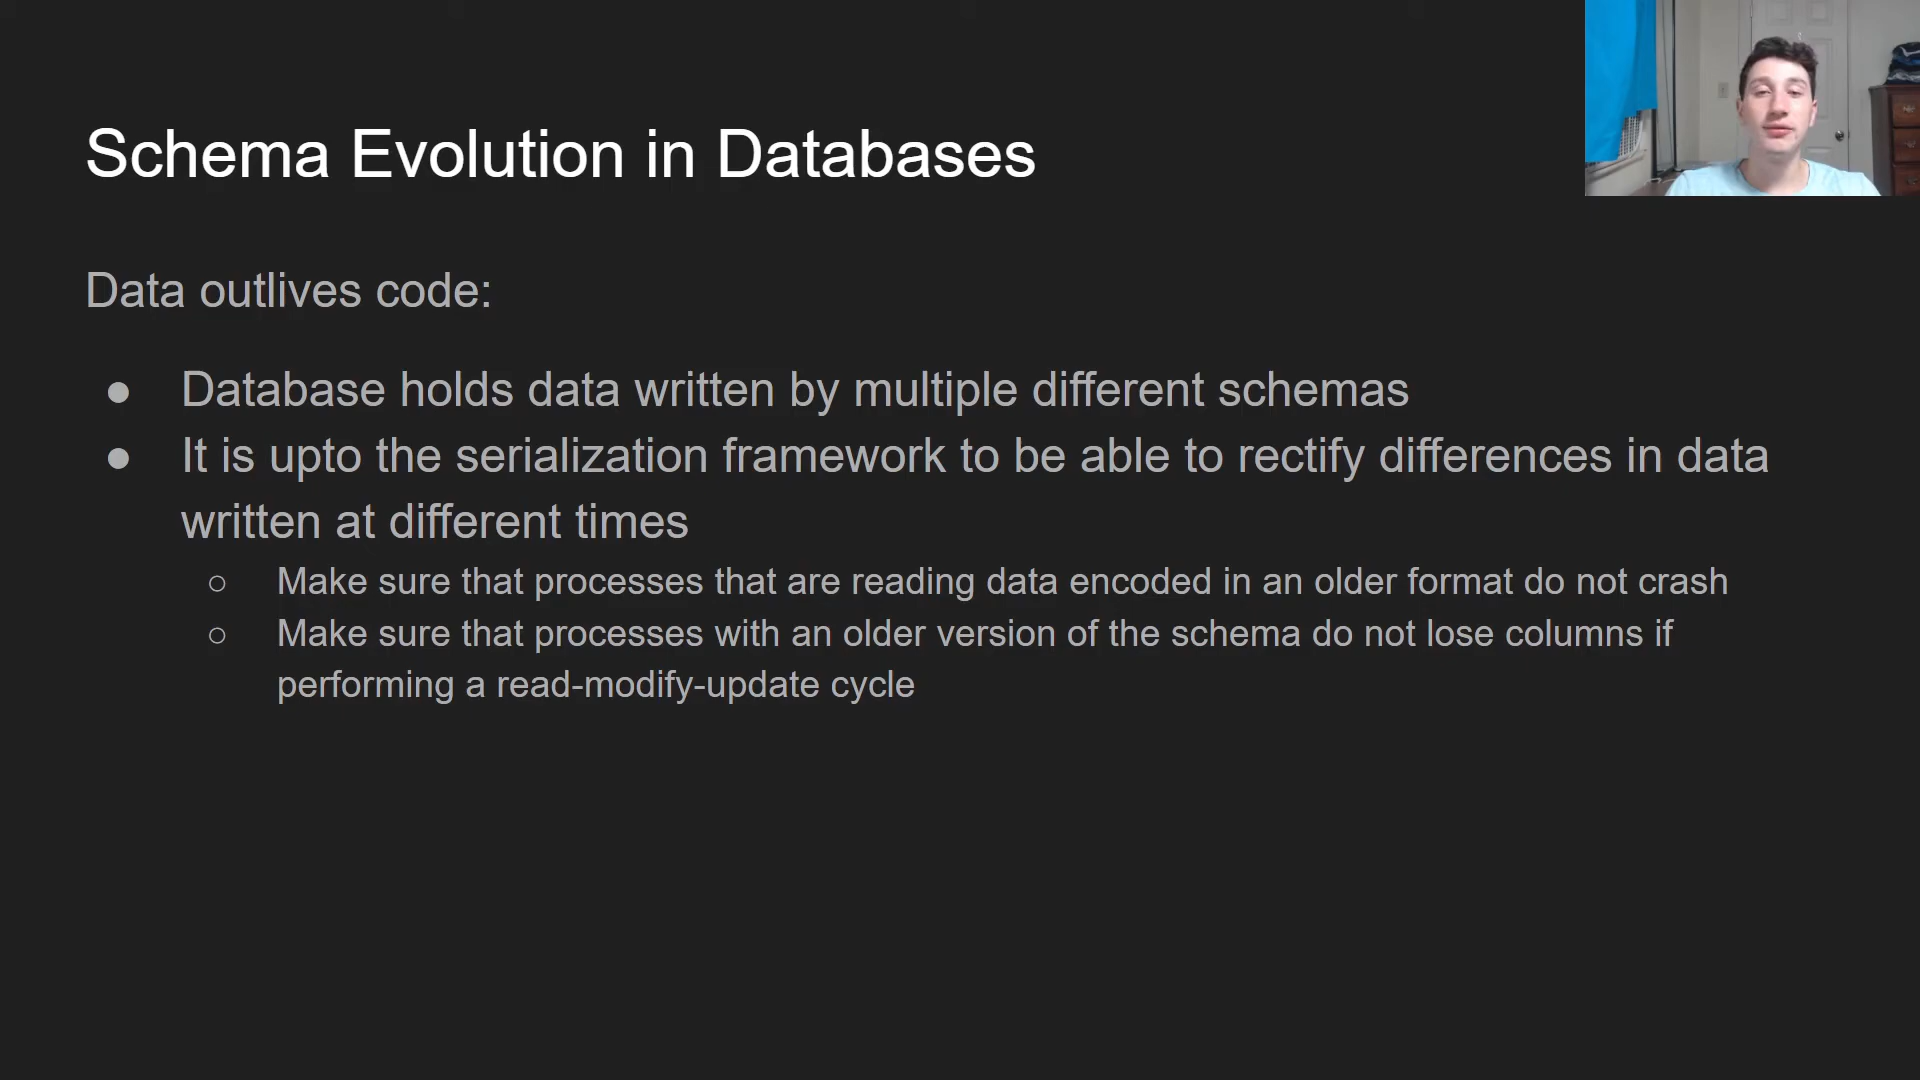 Schema Evolution in Databases
Data outlives code:
● Database holds data written by multiple different schemas
● It is upto the serialization framework to be able to rectify differences in data
written at different times
○ Make sure that processes that are reading data encoded in an older format do not crash
○ Make sure that processes with an older version of the schema do not lose columns if
performing a read-modify-update cycle